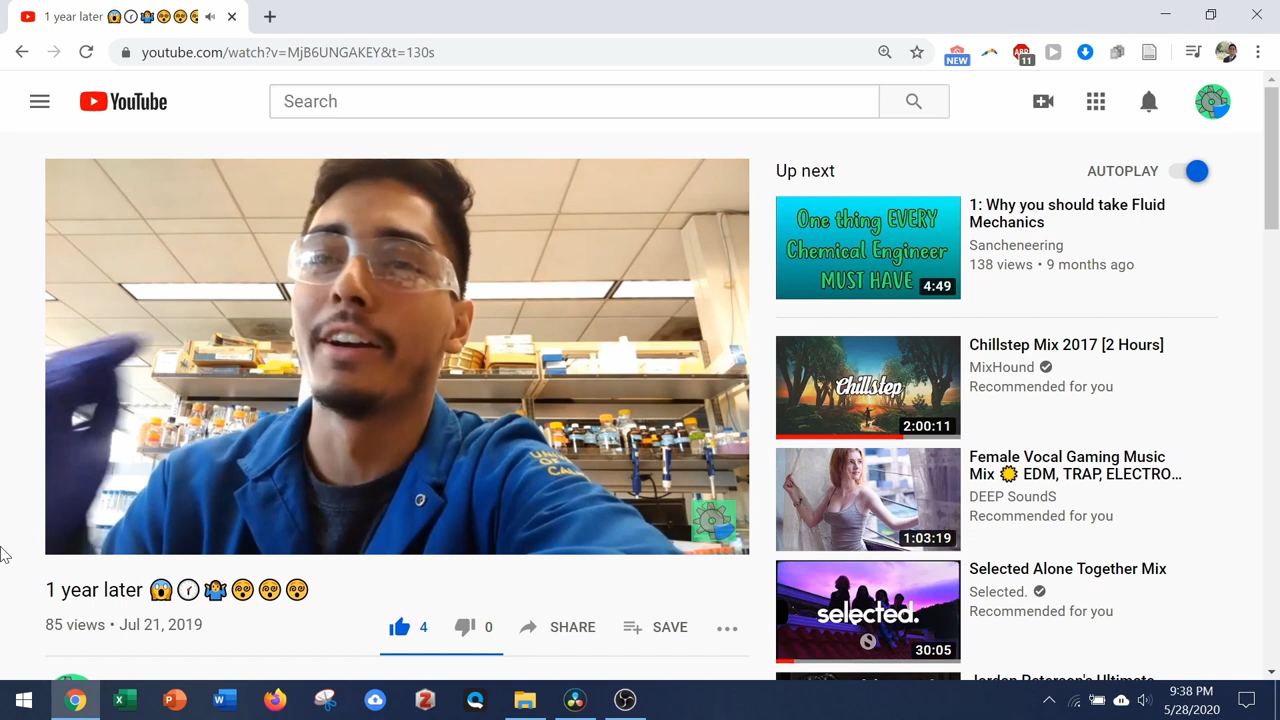 1 year later 😱🕜🤷‍♂️😵😵😵
youtube.com/watch?v=MjB6UNGAKEY&t=130s
NEW
ABP
11
YouTube
Search
Up next
AUTOPLAY
One thing EVERY
Chemical Engineer
MUST HAVE
4:49
1: Why you should take Fluid
Mechanics
Sancheneering
138 views • 9 months ago
Chillstep
2:00:11
Chillstep Mix 2017 [2 Hours]
MixHound
Recommended for you
1:03:19
Female Vocal Gaming Music
Mix 🌟 EDM, TRAP, ELECTRO...
DEEP SoundS
Recommended for you
selected.
30:05
Selected Alone Together Mix
Selected.
Recommended for you
1 year later 😱🕜🤷‍♂️😵😵😵
85 views • Jul 21, 2019
4
0
SHARE
SAVE
9:38 PM
5/28/2020